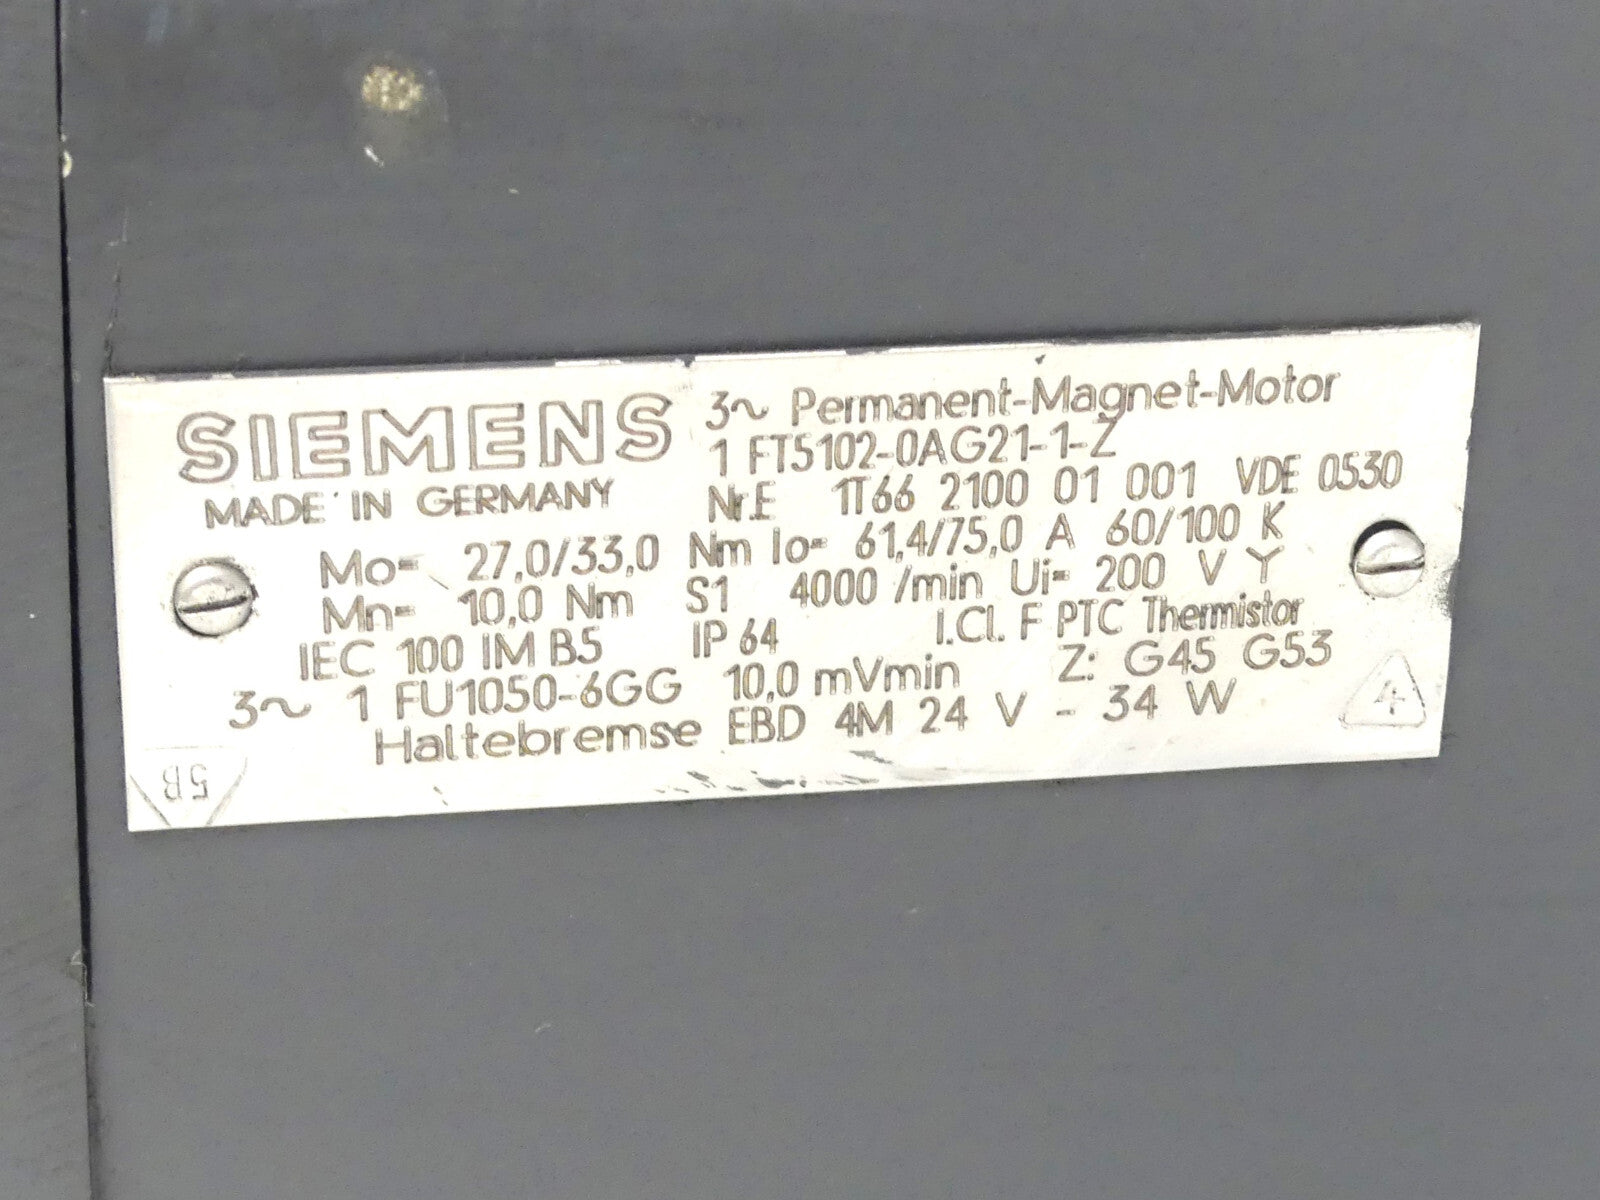 SIEMENS
MADE IN GERMANY
3~ Permanent-Magnet-Motor
1 FT5102-0AG21-1-Z
Nr.E 1T66 2100 01 001 VDE 0530
Mo= 27,0/33,0 Nm Io= 61,4/75,0 A 60/100 K
Mn= 10,0 Nm S1 4000 /min Ui= 200 V Y
IEC 100 IM B5 IP 64 I.Cl. F PTC Thermistor
3~ 1 FU1050-6GG 10,0 mVmin Z: G45 G53
Haltebremse EBD 4M 24 V - 34 W
5B
4